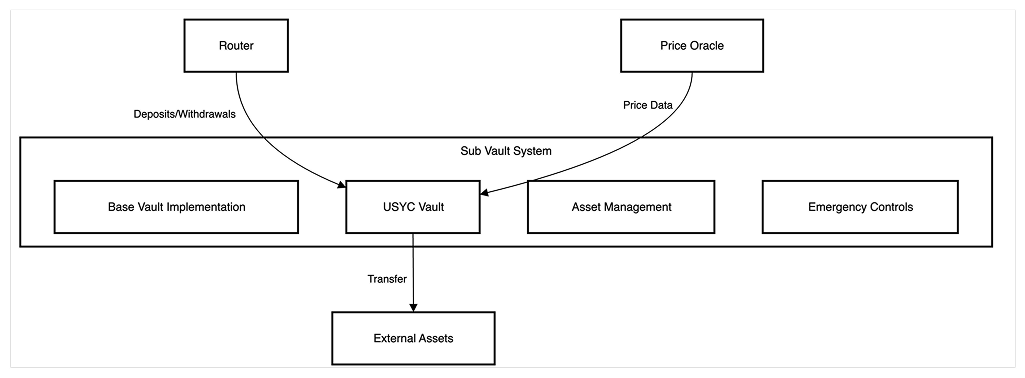 Router
Price Oracle
Deposits/Withdrawals
Price Data
Sub Vault System
Base Vault Implementation
USYC Vault
Asset Management
Emergency Controls
Transfer
External Assets